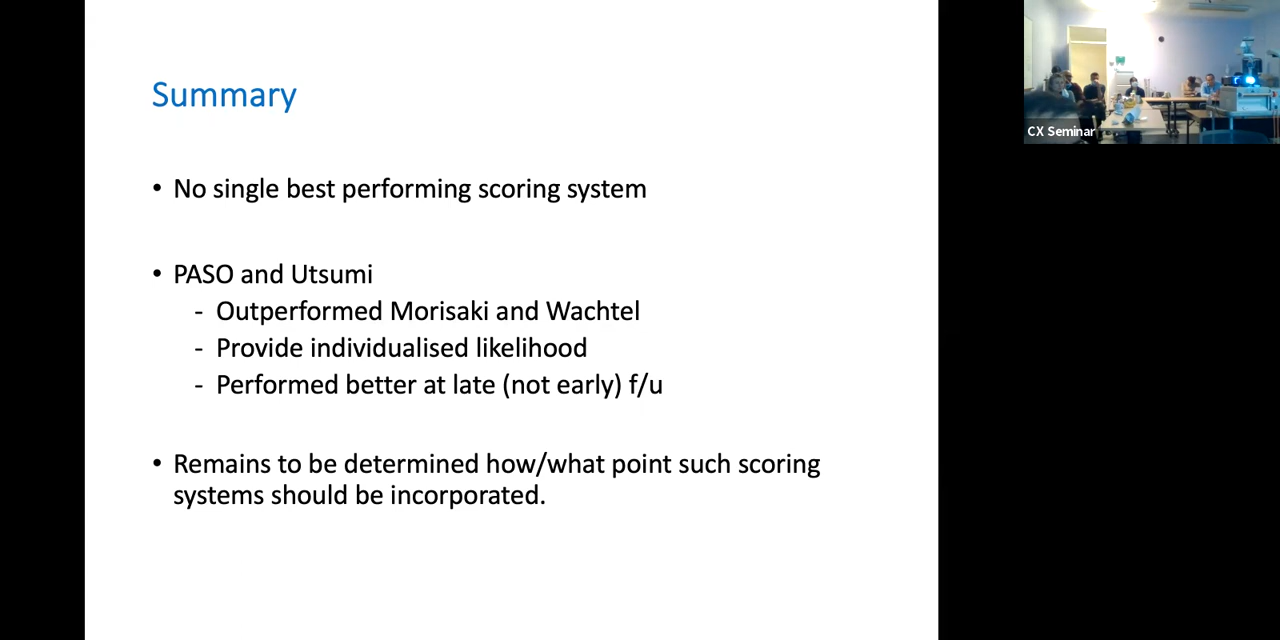 Summary
• No single best performing scoring system
• PASO and Utsumi
- Outperformed Morisaki and Wachtel
- Provide individualised likelihood
- Performed better at late (not early) f/u
• Remains to be determined how/what point such scoring
systems should be incorporated.
CX Seminar